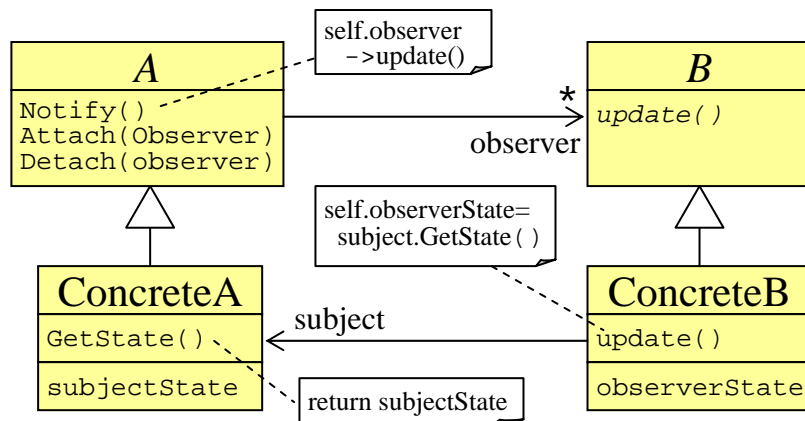 self.observer
->update()
A
B
Notify()
Attach(Observer)
Detach(observer)
*
observer
update()
self.observerState=
subject.GetState()
ConcreteA
GetState()
subjectState
subject
ConcreteB
update()
observerState
return subjectState